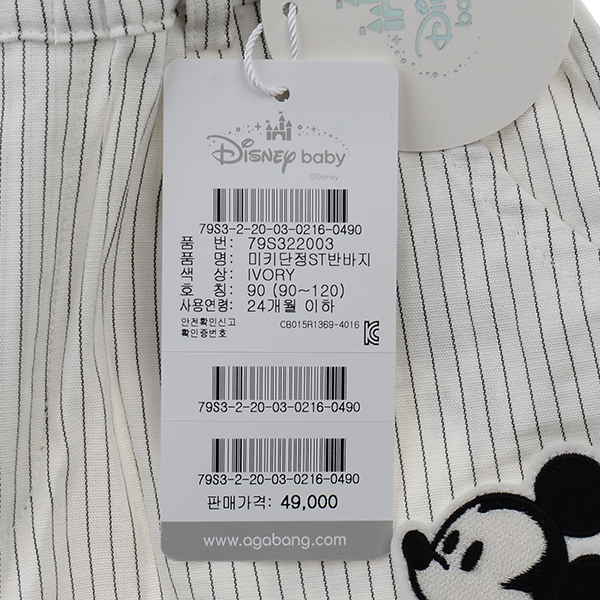 Disney
baby
Disney baby
©Disney
79S3-2-20-03-0216-0490
품 번: 79S322003
품 명: 미키단정ST반바지
색 상: IVORY
호 칭: 90 (90~120)
사용연령: 24개월 이하
안전확인신고
확인증번호 CB015R1369-4016
79S3-2-20-03-0216-0490
79S3-2-20-03-0216-0490
판매가격: 49,000
www.agabang.com